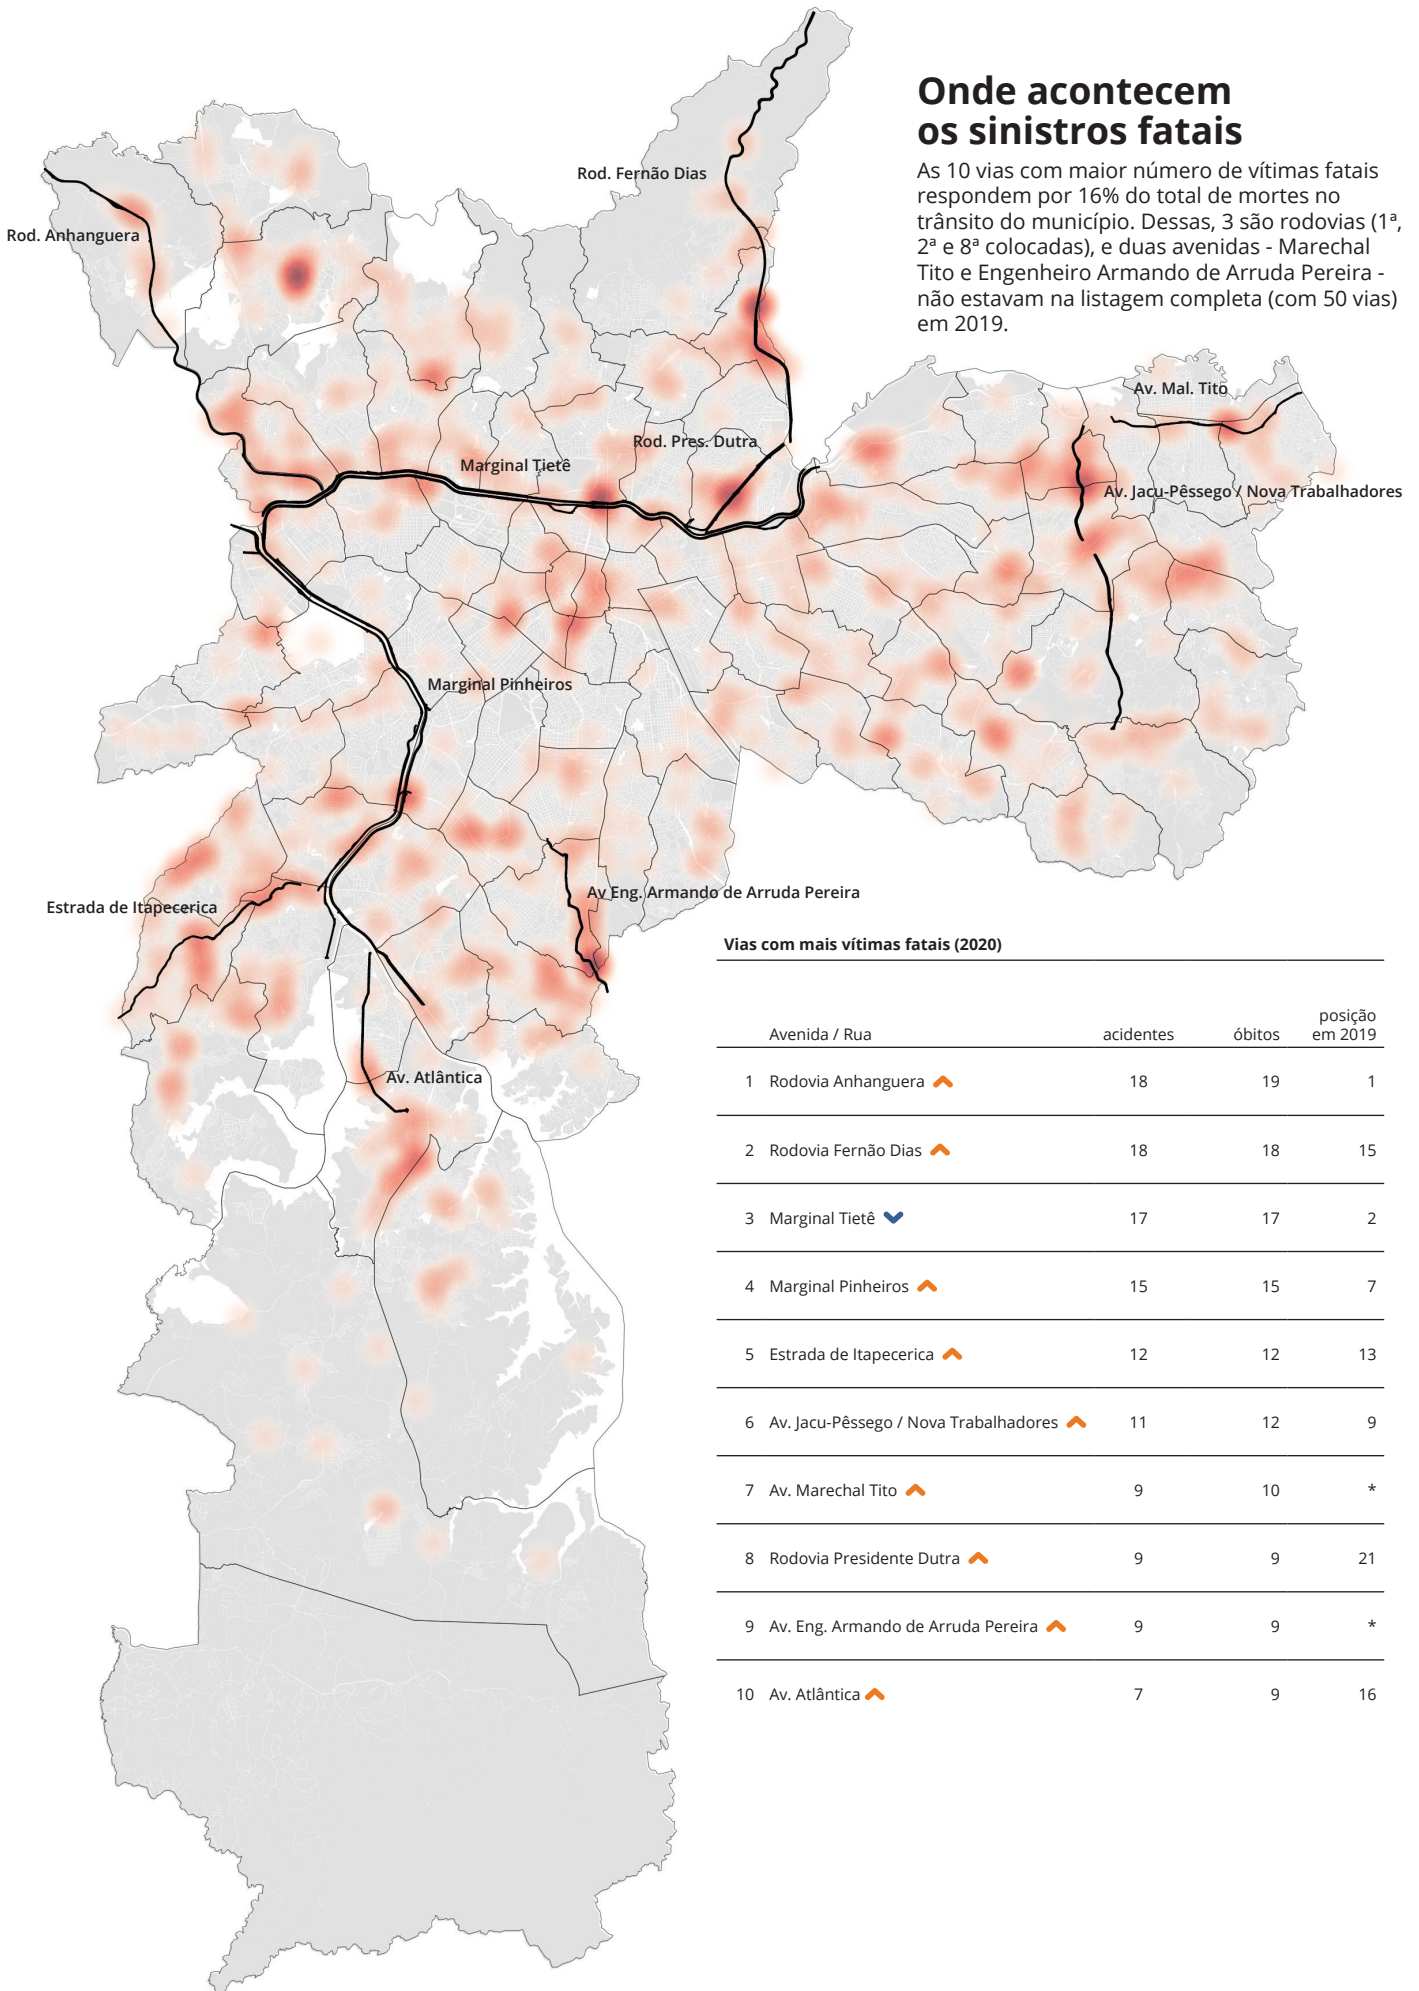 Onde acontecem
os sinistros fatais
As 10 vias com maior número de vítimas fatais
respondem por 16% do total de mortes no
trânsito do município. Dessas, 3 são rodovias (1ª,
2ª e 8ª colocadas), e duas avenidas - Marechal
Tito e Engenheiro Armando de Arruda Pereira -
não estavam na listagem completa (com 50 vias)
em 2019.
Rod. Fernão Dias
Rod. Anhanguera
Av. Mal. Tito
Rod. Pres. Dutra
Marginal Tietê
Av. Jacu-Pêssego / Nova Trabalhadores
Marginal Pinheiros
Av Eng. Armando de Arruda Pereira
Estrada de Itapecerica
Av. Atlântica
Vias com mais vítimas fatais (2020)
Avenida / Rua acidentes óbitos posição em 2019
1 Rodovia Anhanguera 18 19 1
2 Rodovia Fernão Dias 18 18 15
3 Marginal Tietê 17 17 2
4 Marginal Pinheiros 15 15 7
5 Estrada de Itapecerica 12 12 13
6 Av. Jacu-Pêssego / Nova Trabalhadores 11 12 9
7 Av. Marechal Tito 9 10 *
8 Rodovia Presidente Dutra 9 9 21
9 Av. Eng. Armando de Arruda Pereira 9 9 *
10 Av. Atlântica 7 9 16